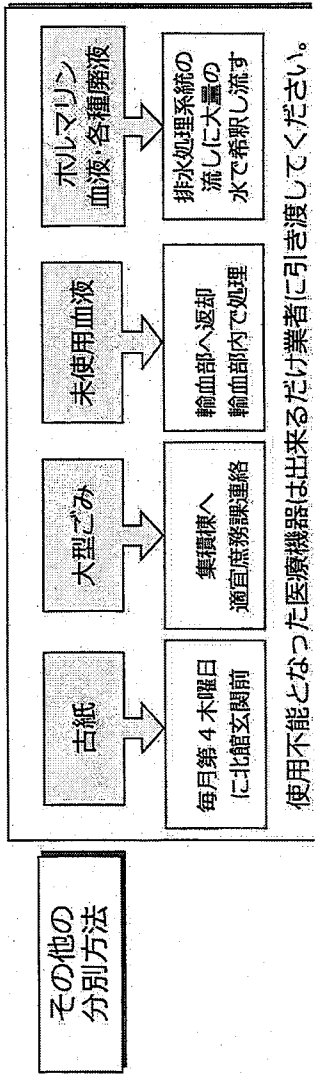 その他の
分別方法
古紙
毎月第4木曜日
に北館玄関前
大型ごみ
集積棟へ
適宜庶務課連絡
未使用血液
輸血部へ返却
輸血部内で処理
ホルマリン
血液・各種廃液
排水処理系統の
流しに大量の
水で希釈し流す
使用不能となった医療機器は出来るだけ業者に引き渡してください。